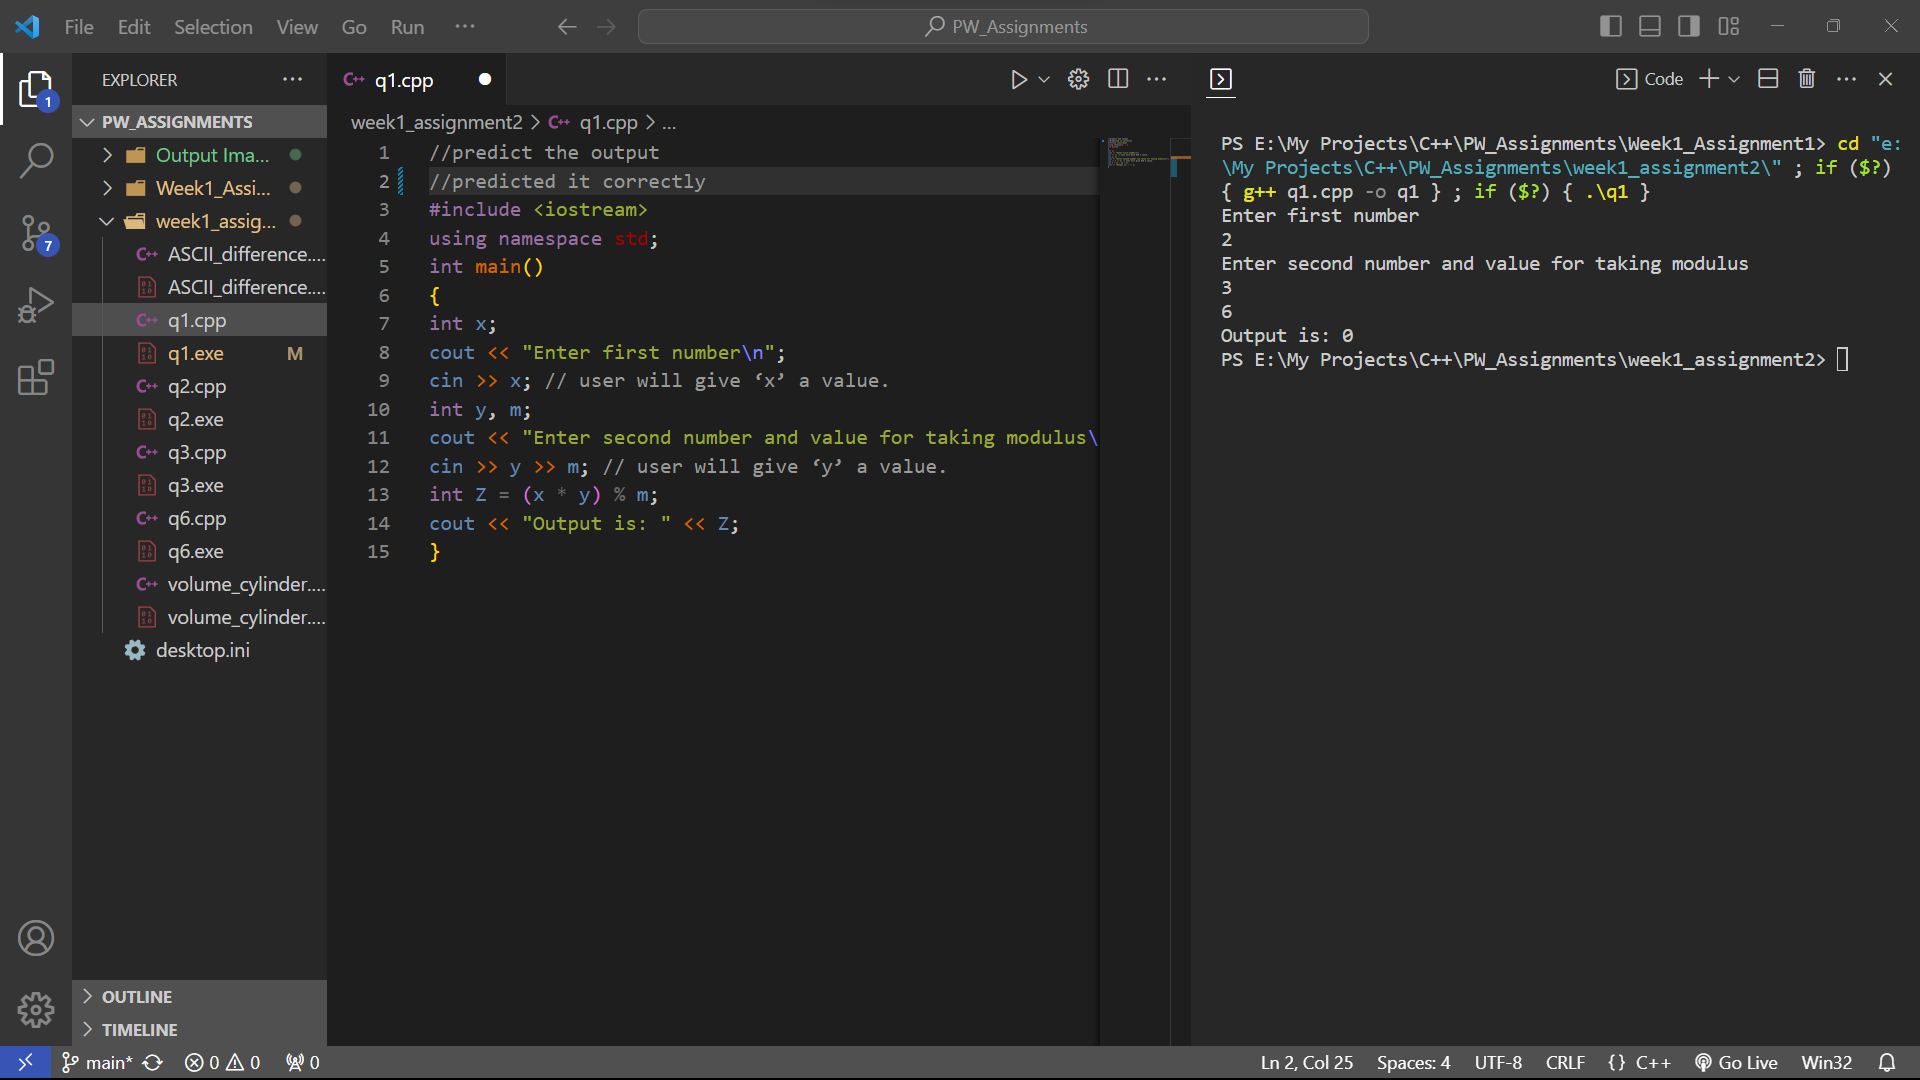 File Edit Selection View Go Run ··· PW_Assignments
EXPLORER ···
1
7
PW_ASSIGNMENTS
Output Ima...
Week1_Assi...
week1_assig...
C++ ASCII_difference....
ASCII_difference....
C++ q1.cpp
q1.exe M
C++ q2.cpp
q2.exe
C++ q3.cpp
q3.exe
C++ q6.cpp
q6.exe
C++ volume_cylinder....
volume_cylinder....
desktop.ini
OUTLINE
TIMELINE
C++ q1.cpp
week1_assignment2 > C++ q1.cpp > ...
1 //predict the output
2 //predicted it correctly
3 #include <iostream>
4 using namespace std;
5 int main()
6 {
7 int x;
8 cout << "Enter first number\n";
9 cin >> x; // user will give ‘x’ a value.
10 int y, m;
11 cout << "Enter second number and value for taking modulus\
12 cin >> y >> m; // user will give ‘y’ a value.
13 int Z = (x * y) % m;
14 cout << "Output is: " << Z;
15 }
Code
PS E:\My Projects\C++\PW_Assignments\Week1_Assignment1> cd "e:
\My Projects\C++\PW_Assignments\week1_assignment2\" ; if ($?)
{ g++ q1.cpp -o q1 } ; if ($?) { .\q1 }
Enter first number
2
Enter second number and value for taking modulus
3
6
Output is: 0
PS E:\My Projects\C++\PW_Assignments\week1_assignment2>
main* 0 0 0 Ln 2, Col 25 Spaces: 4 UTF-8 CRLF {} C++ Go Live Win32